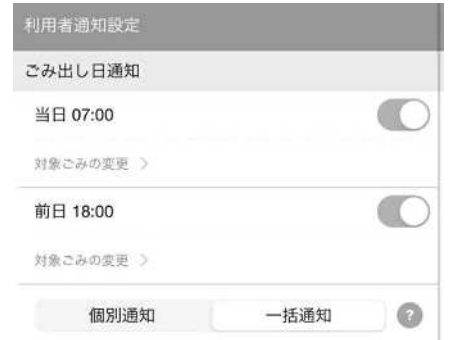 利用者通知設定
ごみ出し日通知
当日 07:00
対象ごみの変更 >
前日 18:00
対象ごみの変更 >
個別通知 一括通知 ?